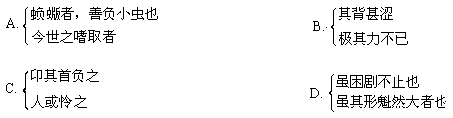 A. 蝜蝂者，善负小虫也
今世之嗜取者
B. 其背甚涩
极其力不已
C. 卬其首负之
人或怜之
D. 虽困剧不止也
虽其形魁然大者也